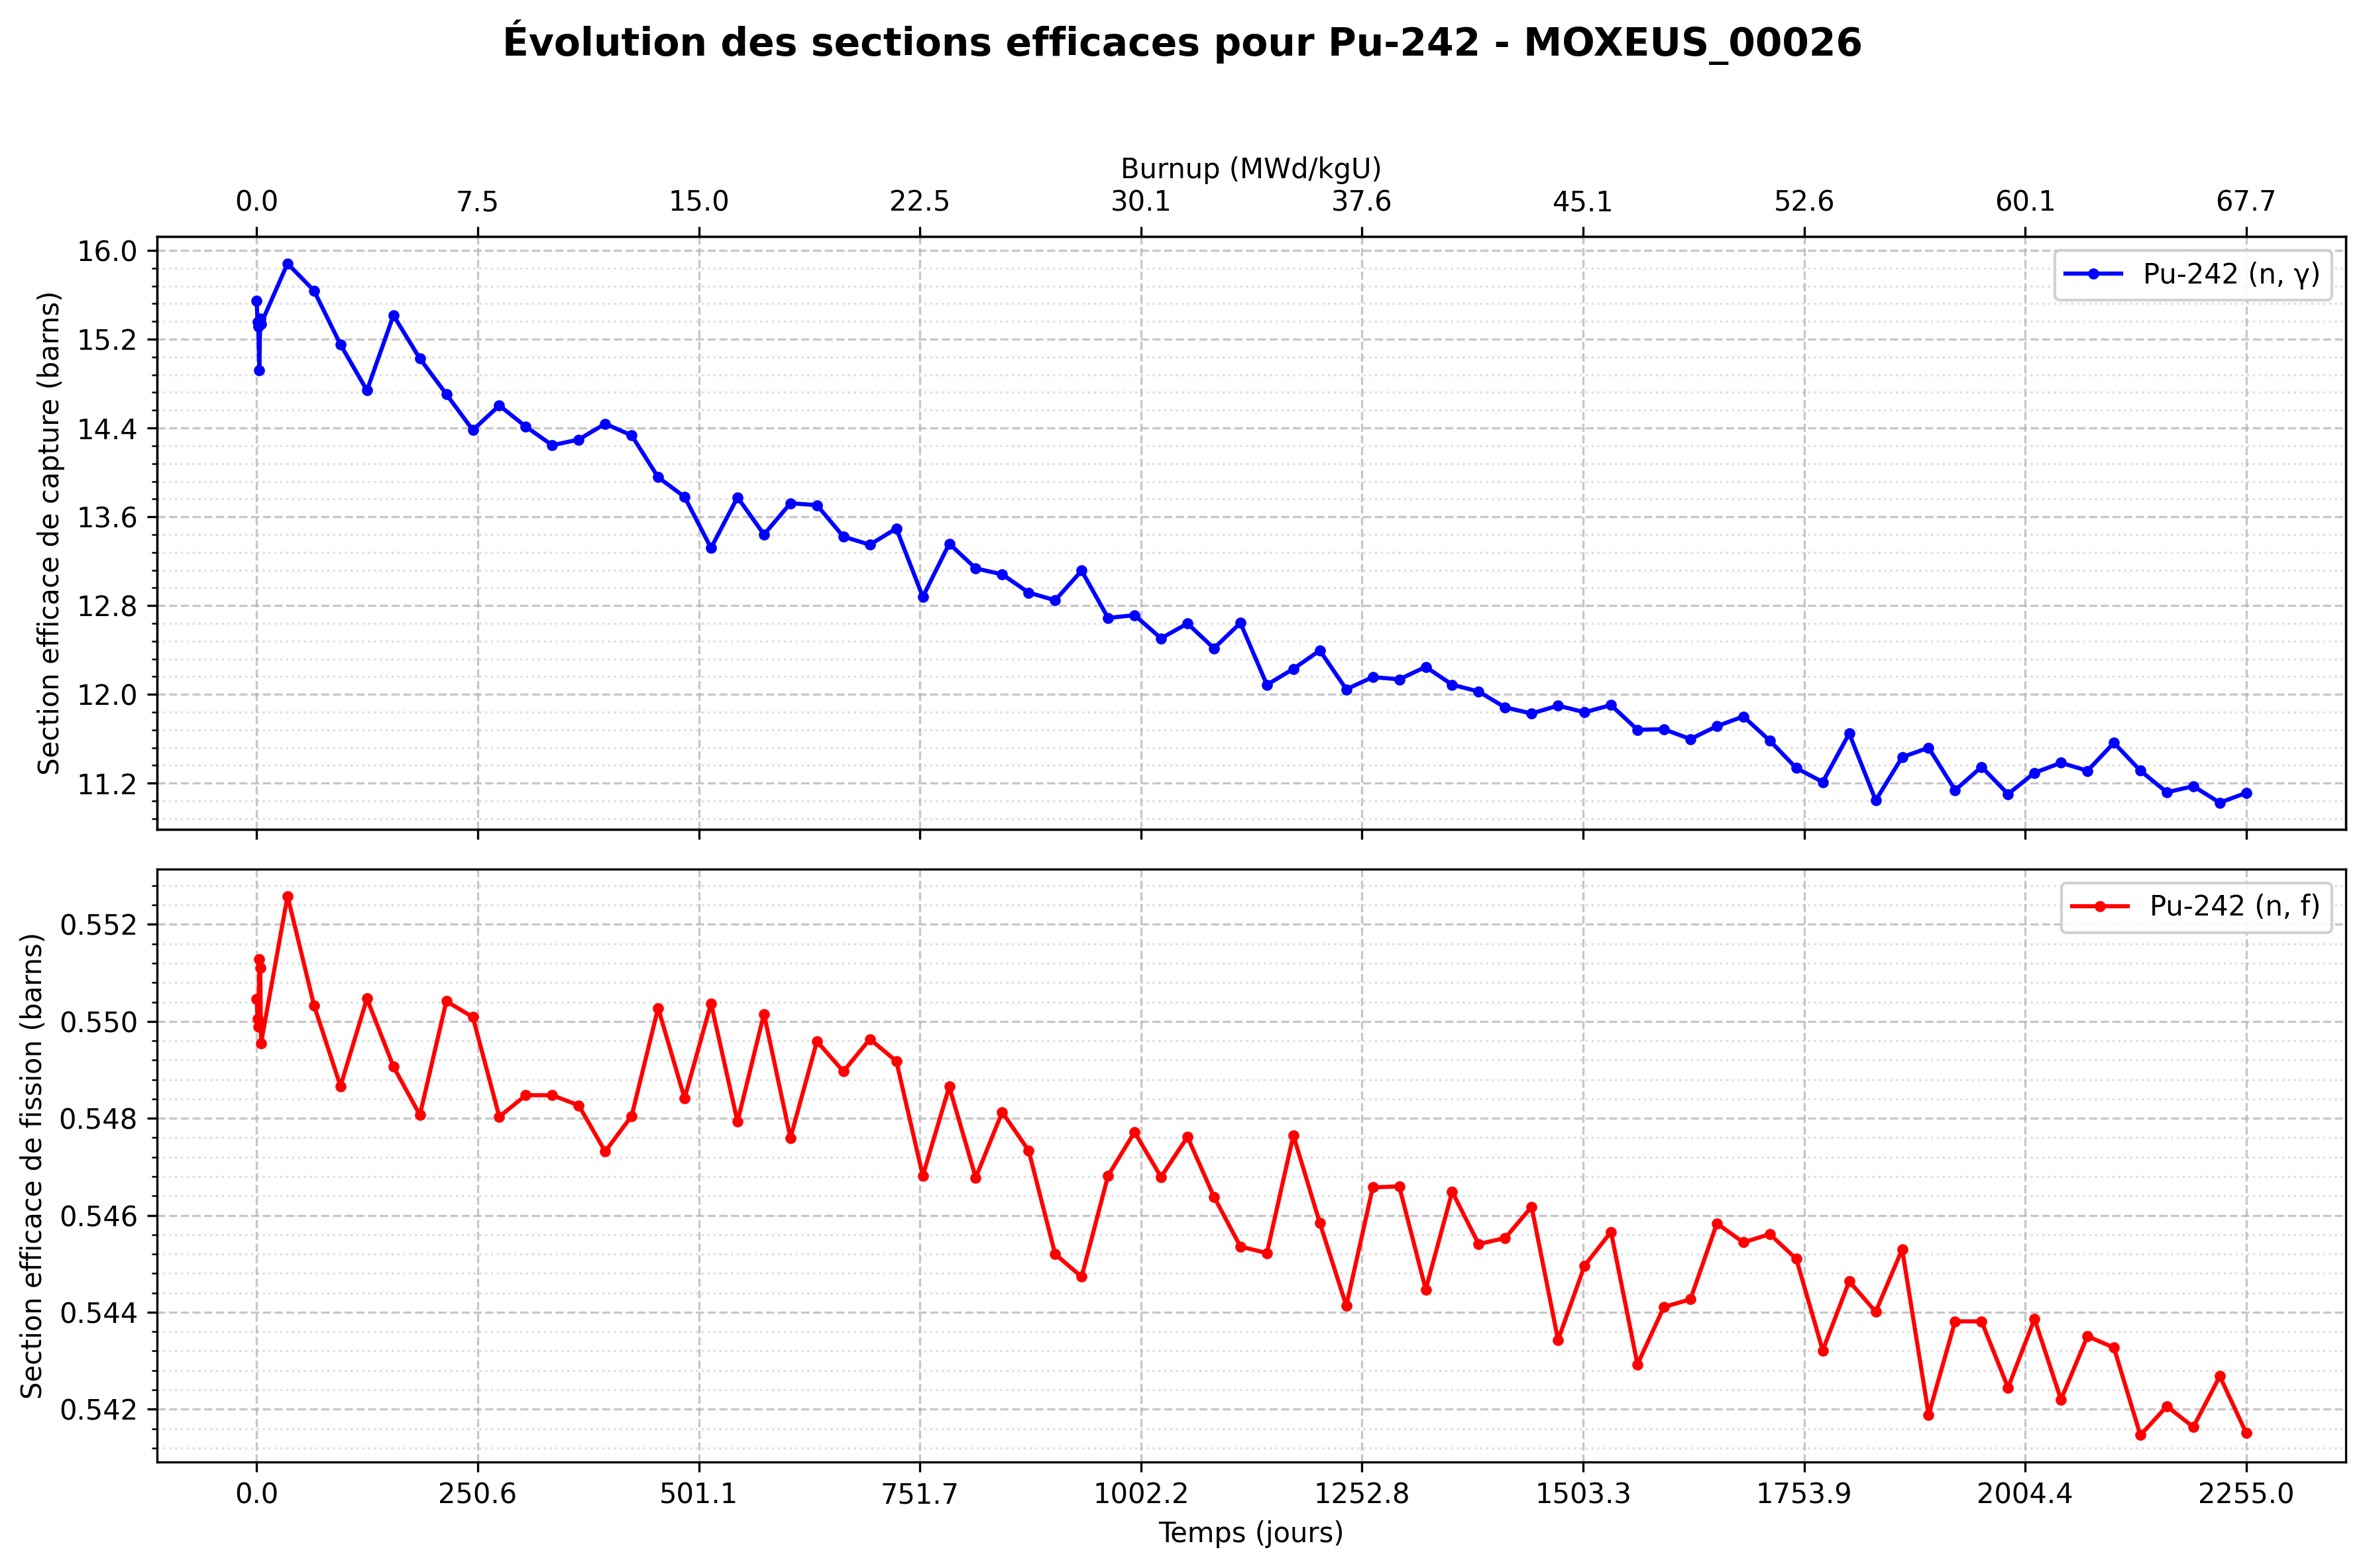 Évolution des sections efficaces pour Pu-242 - MOXEUS_00026
Burnup (MWd/kgU)
0.0 7.5 15.0 22.5 30.1 37.6 45.1 52.6 60.1 67.7
Section efficace de capture (barns)
16.0
15.2
14.4
13.6
12.8
12.0
11.2
Pu-242 (n, γ)
Section efficace de fission (barns)
0.552
0.550
0.548
0.546
0.544
0.542
Pu-242 (n, f)
0.0 250.6 501.1 751.7 1002.2 1252.8 1503.3 1753.9 2004.4 2255.0
Temps (jours)